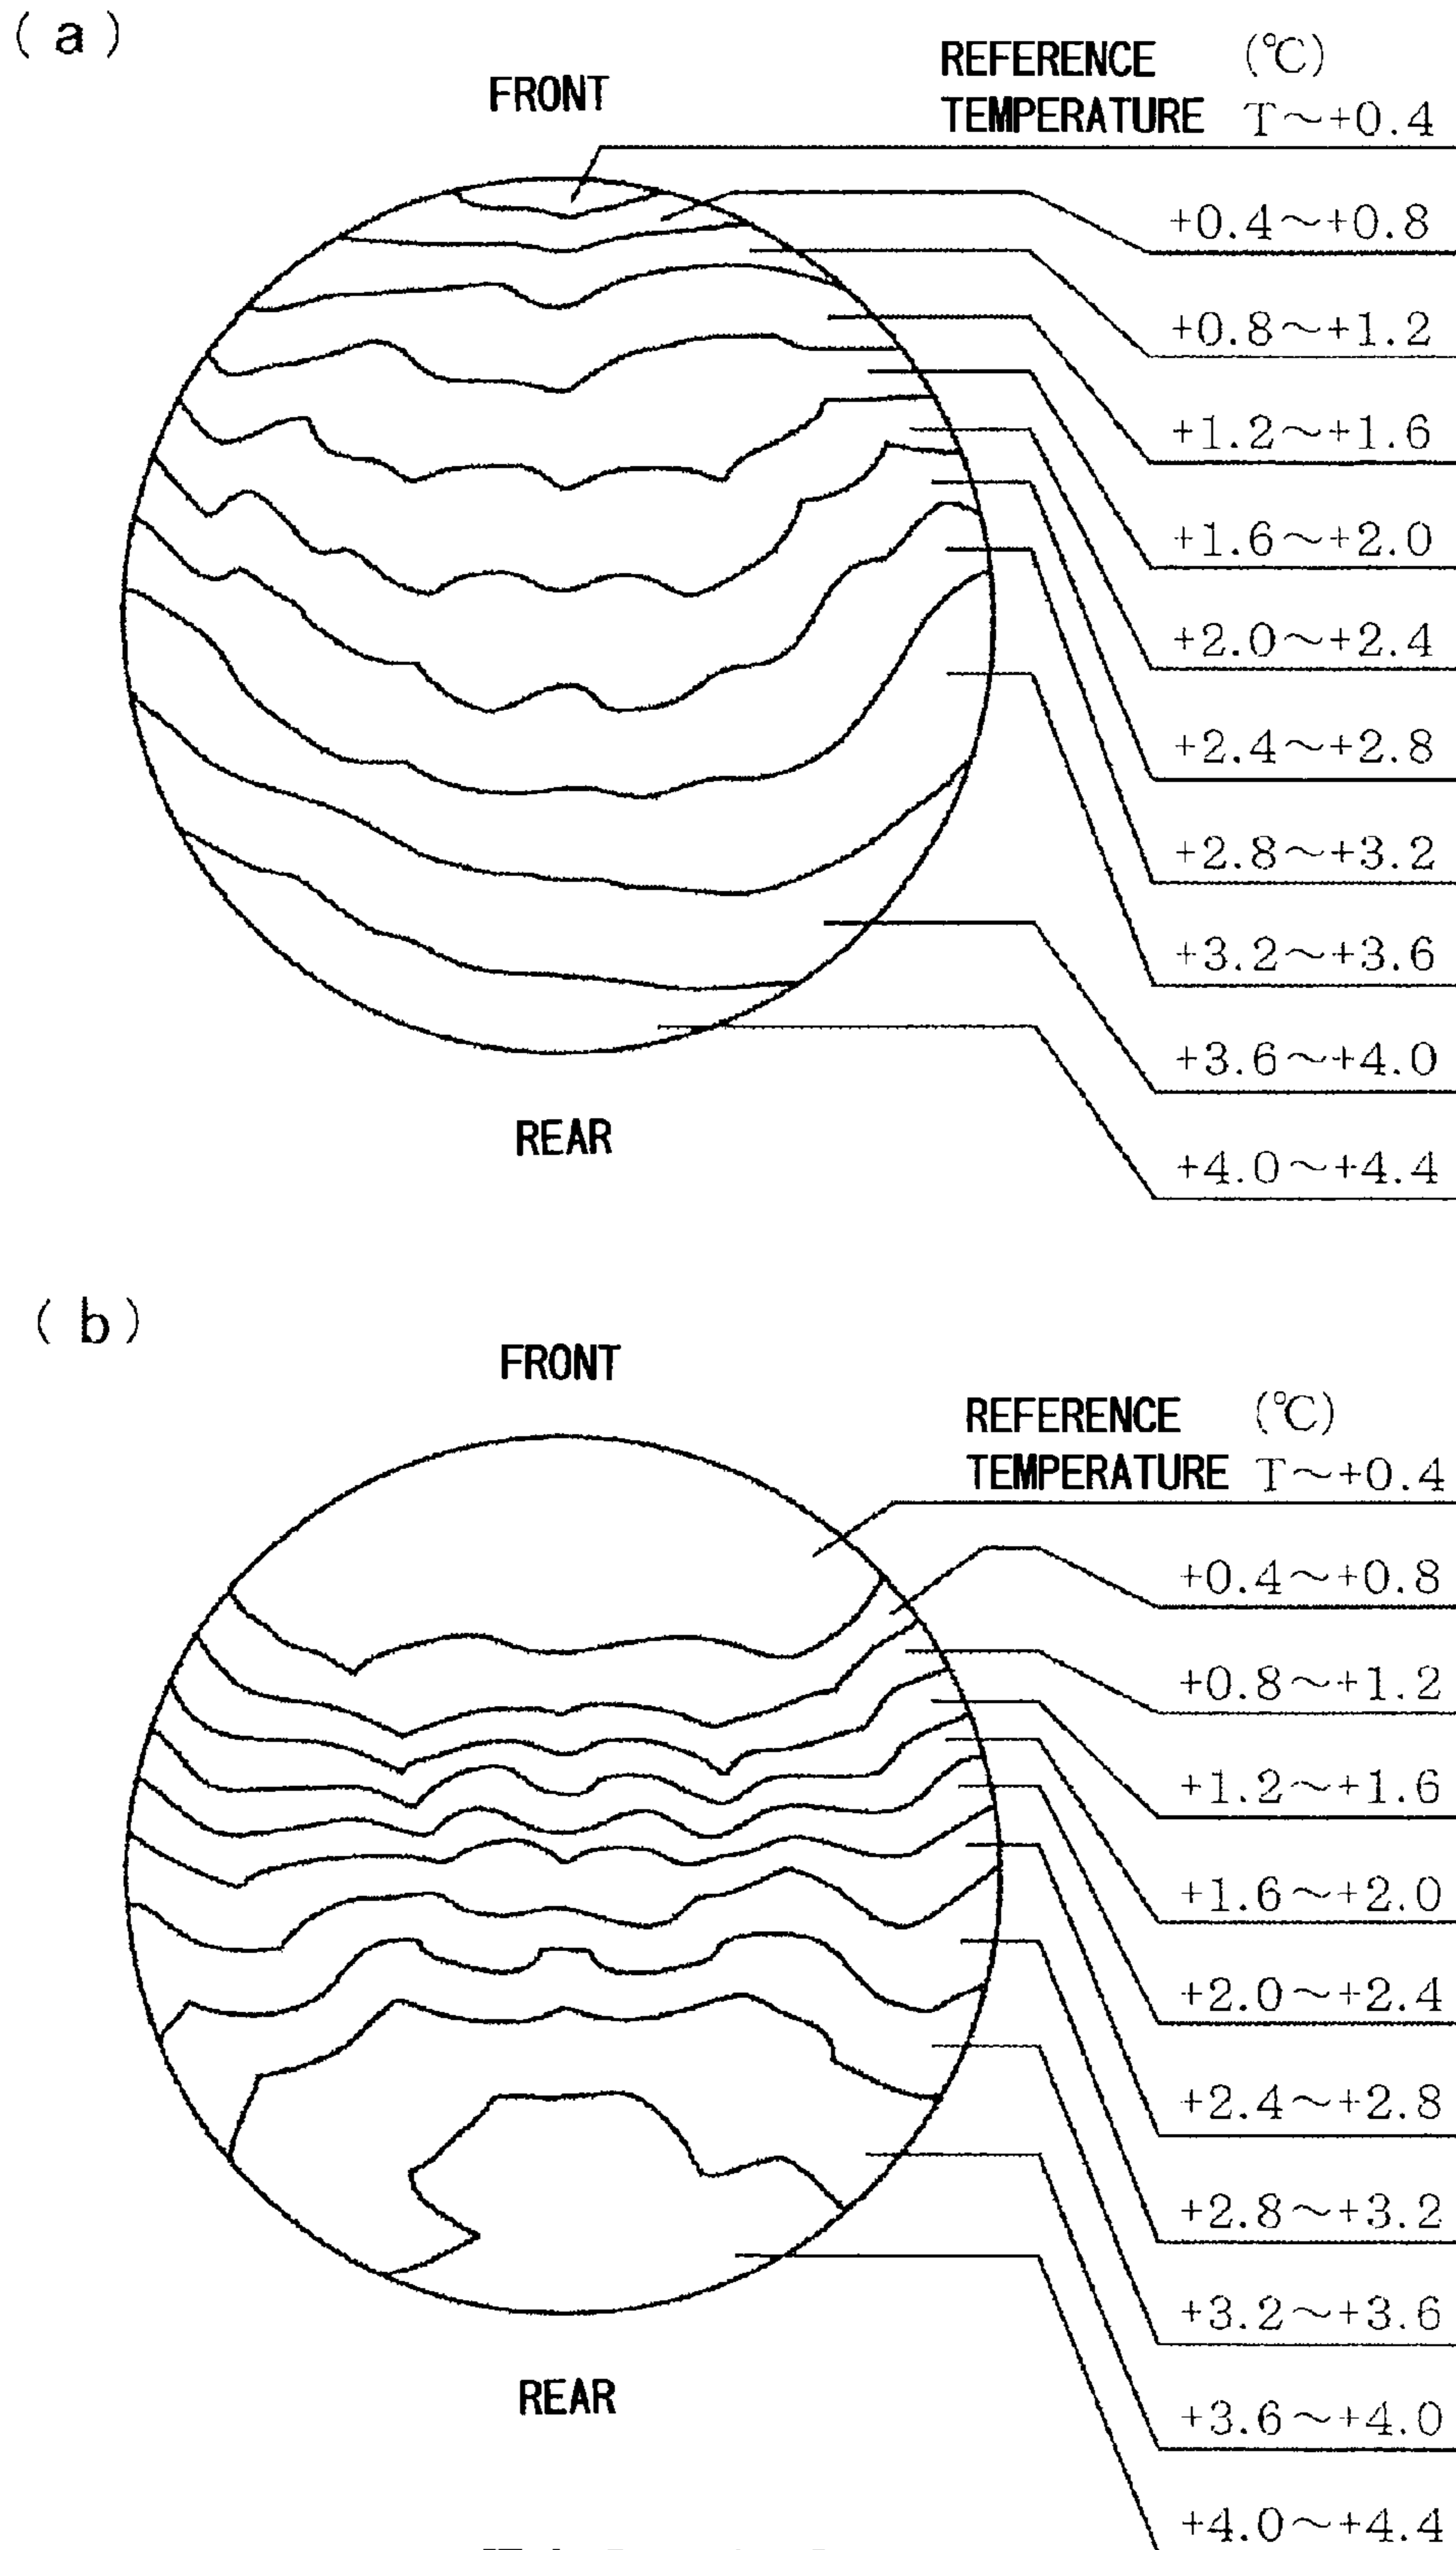 (a)
FRONT
REFERENCE (℃)
TEMPERATURE T～+0.4
+0.4～+0.8
+0.8～+1.2
+1.2～+1.6
+1.6～+2.0
+2.0～+2.4
+2.4～+2.8
+2.8～+3.2
+3.2～+3.6
+3.6～+4.0
REAR
+4.0～+4.4
(b)
FRONT
REFERENCE (℃)
TEMPERATURE T～+0.4
+0.4～+0.8
+0.8～+1.2
+1.2～+1.6
+1.6～+2.0
+2.0～+2.4
+2.4～+2.8
+2.8～+3.2
+3.2～+3.6
REAR
+3.6～+4.0
+4.0～+4.4